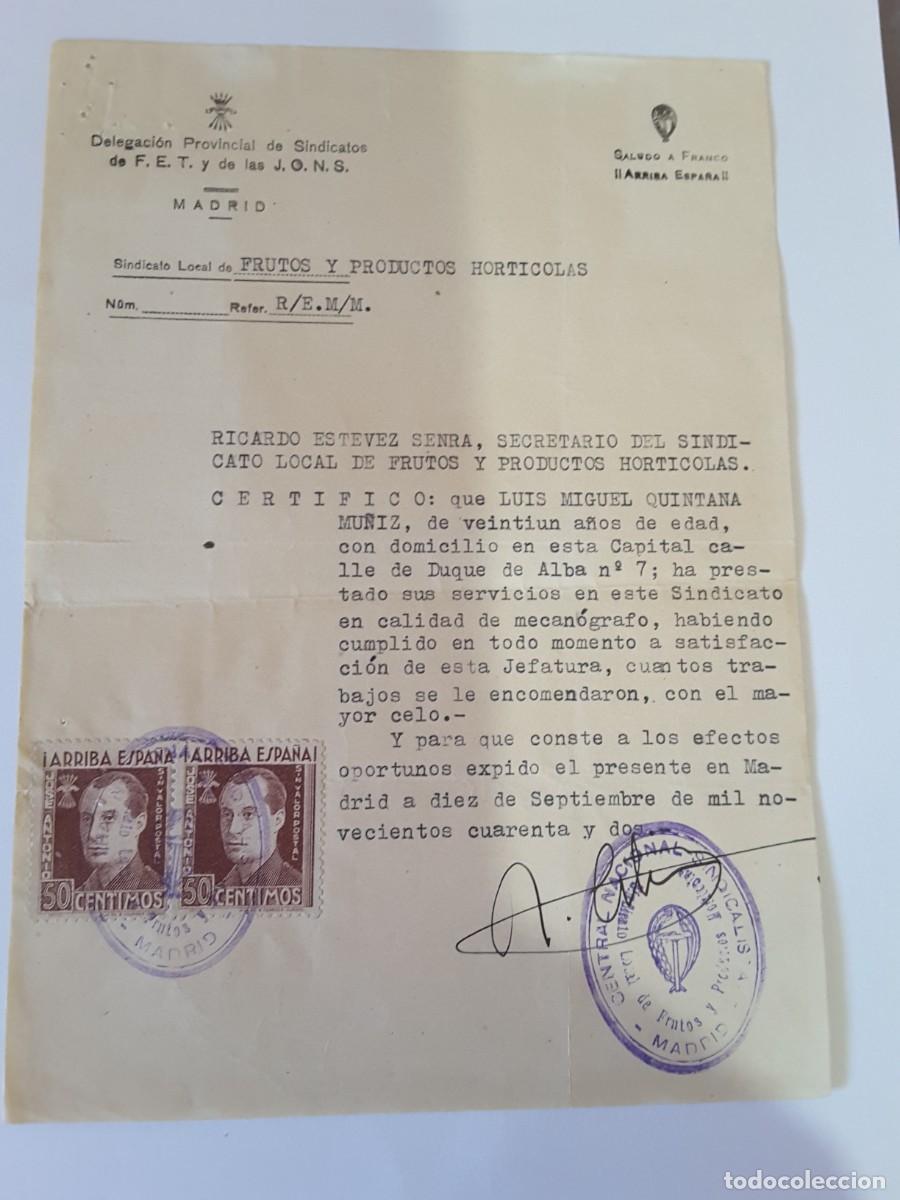 Delegación Provincial de Sindicatos
de F. E. T. y de las J. O. N. S.
MADRID
SALUDO A FRANCO
¡¡ARRIBA ESPAÑA!!
Sindicato Local de FRUTOS Y PRODUCTOS HORTICOLAS
Núm. Refer. R/E.M/M.
RICARDO ESTEVEZ SENRA, SECRETARIO DEL SINDI-
CATO LOCAL DE FRUTOS Y PRODUCTOS HORTICOLAS.
C E R T I F I C O: que LUIS MIGUEL QUINTANA
MUÑIZ, de veintiun años de edad,
con domicilio en esta Capital ca-
lle de Duque de Alba nº 7; ha pres-
tado sus servicios en este Sindicato
en calidad de mecanógrafo, habiendo
cumplido en todo momento a satisfac-
ción de esta Jefatura, cuantos tra-
bajos se le encomendaron, con el ma-
yor celo.-
Y para que conste a los efectos
oportunos expido el presente en Ma-
drid a diez de Septiembre de mil no-
vecientos cuarenta y dos.-
¡ARRIBA ESPAÑA!
JOSE ANTONIO
SIN VALOR POSTAL
50 CENTIMOS
¡ARRIBA ESPAÑA!
JOSE ANTONIO
SIN VALOR POSTAL
50 CENTIMOS
Frutos y
- MADRID -
CENTRAL NACIONAL SINDICALISTA
de Frutos y Productos Horticolas
- MADRID -
todocoleccion